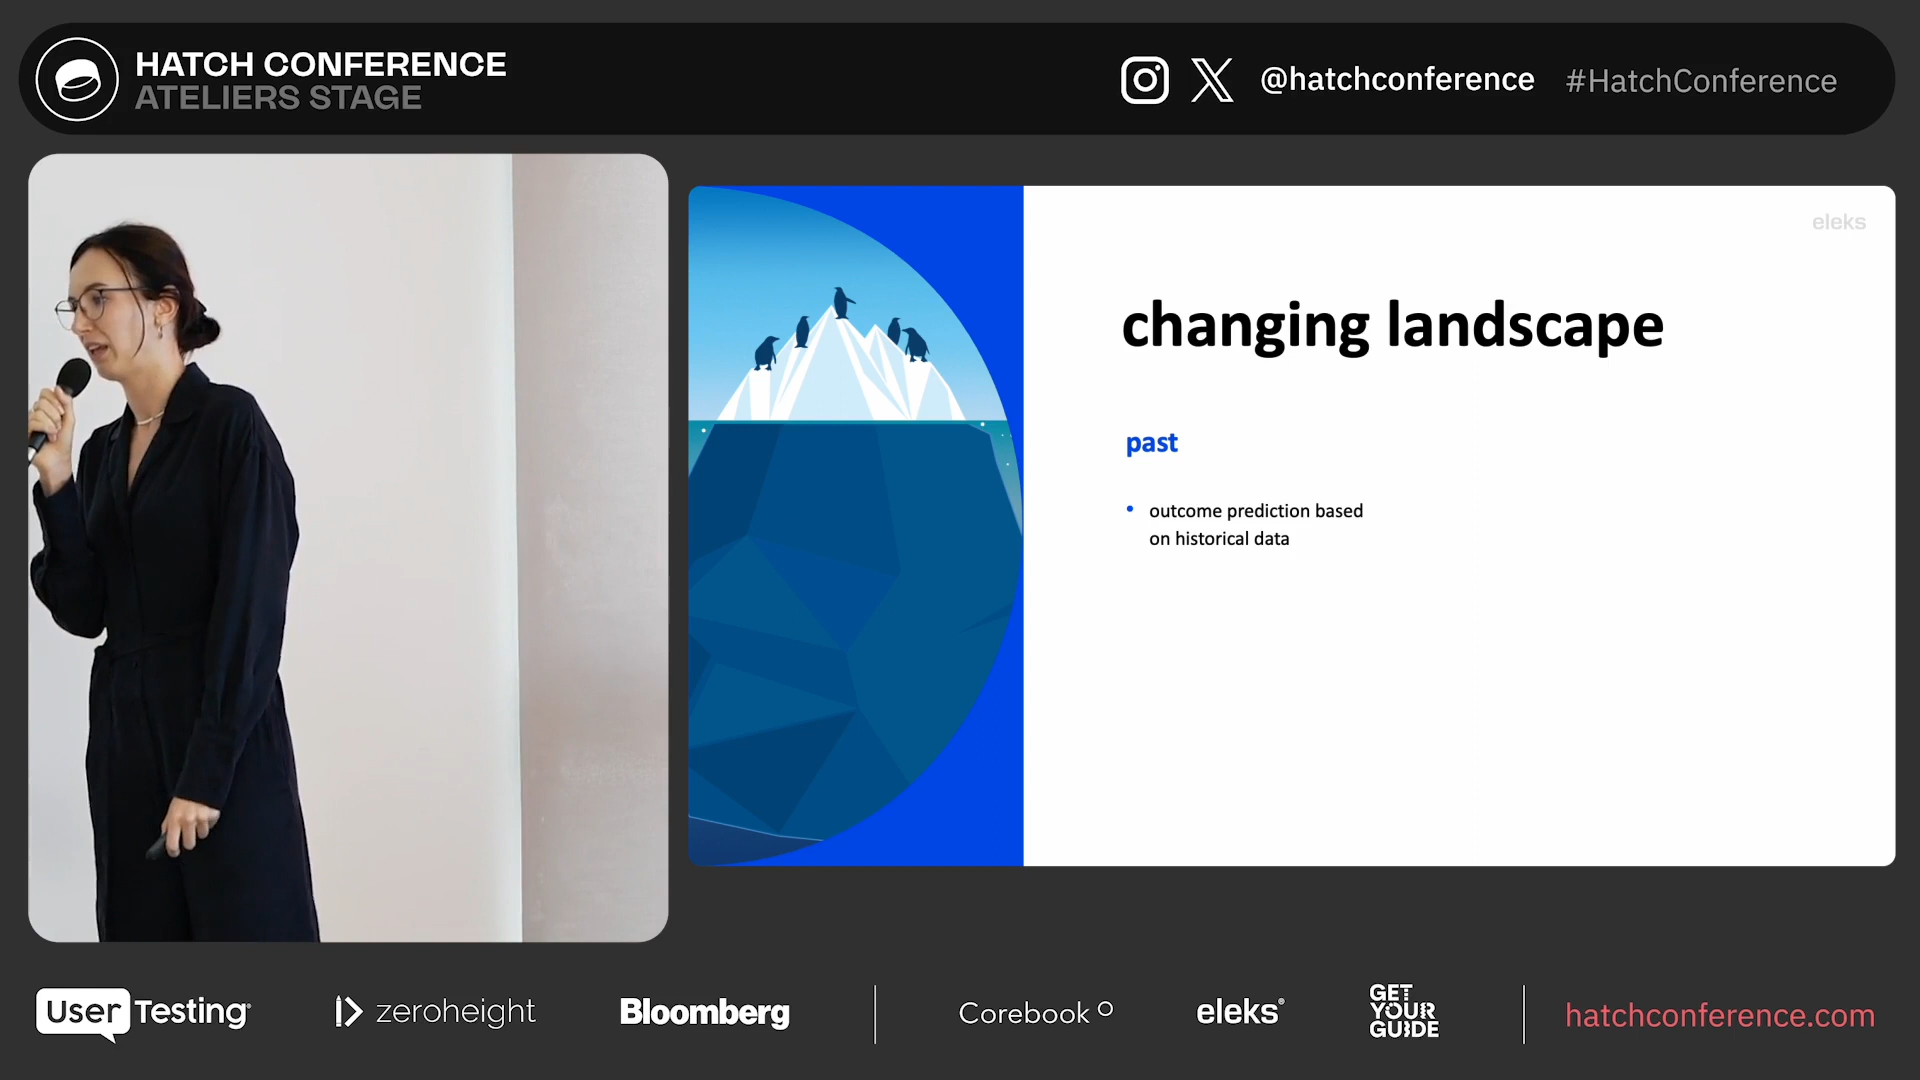 HATCH CONFERENCE
ATELIERS STAGE
@hatchconference #HatchConference
eleks
changing landscape
past
• outcome prediction based
on historical data
UserTesting®
zeroheight
Bloomberg
Corebook
eleks®
GET
YOUR
GUIDE
hatchconference.com